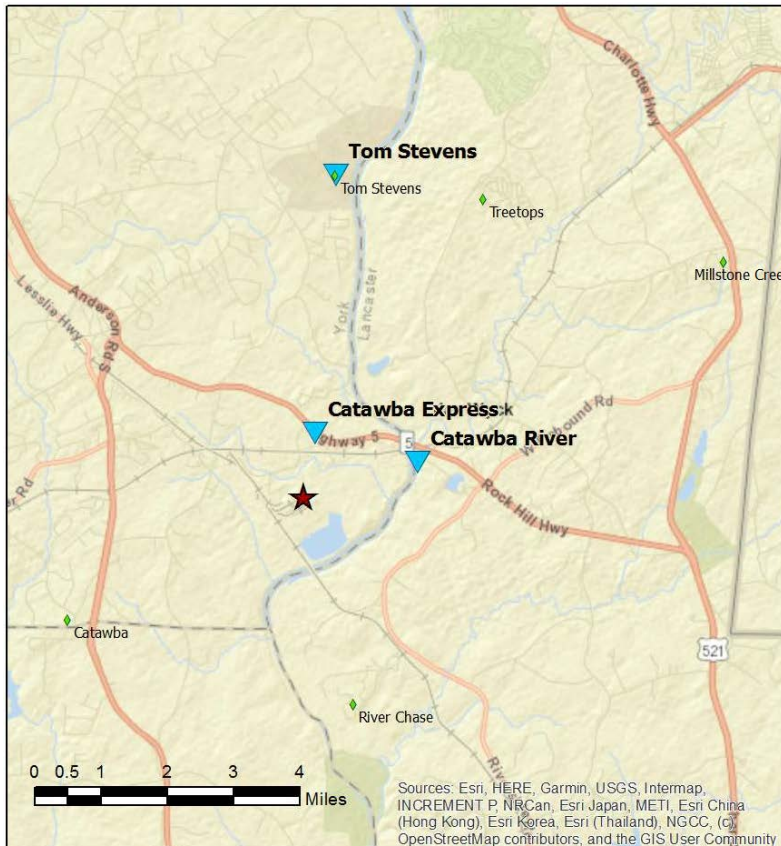 Charlotte Hwy
Tom Stevens
Tom Stevens
Treetops
Millstone Cree
York
Lancaster
Lesslie Hwy
Anderson Rd S
Catawba Express
Catawba River
Highway 5
5
Rd
Rock Hill Hwy
er Rd
Catawba
521
River Chase
0 0.5 1 2 3 4
Miles
Sources: Esri, HERE, Garmin, USGS, Intermap,
INCREMENT P, NRCan, Esri Japan, METI, Esri China
(Hong Kong), Esri Korea, Esri (Thailand), NGCC, (c)
OpenStreetMap contributors, and the GIS User Community